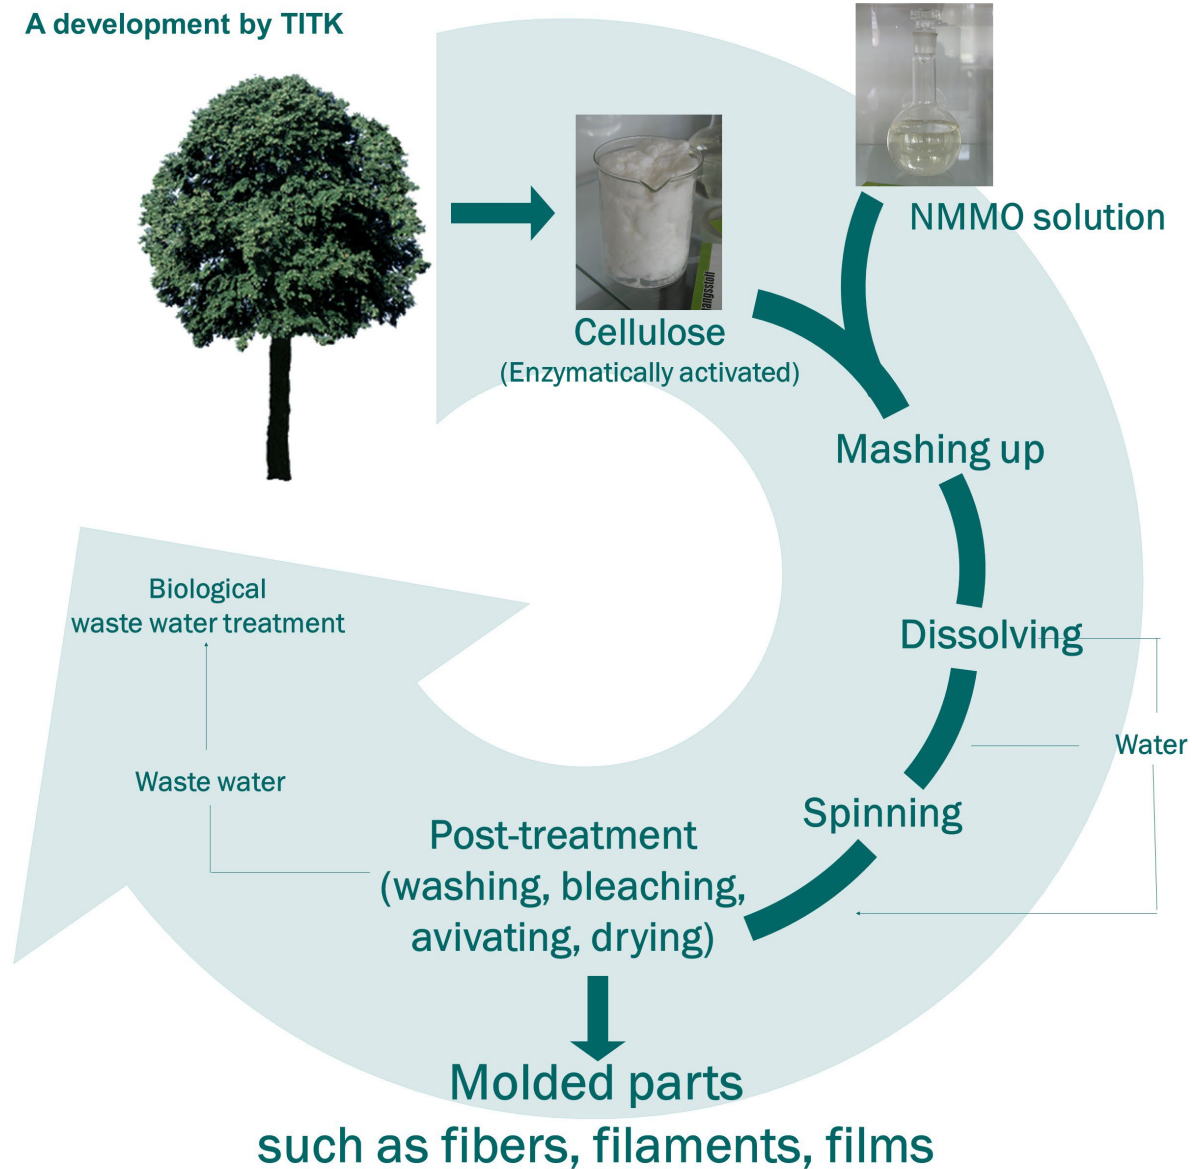 A development by TITK
NMMO solution
Cellulose
(Enzymatically activated)
Mashing up
Dissolving
Water
Spinning
Biological
waste water treatment
Waste water
Post-treatment
(washing, bleaching,
avivating, drying)
Molded parts
such as fibers, filaments, films